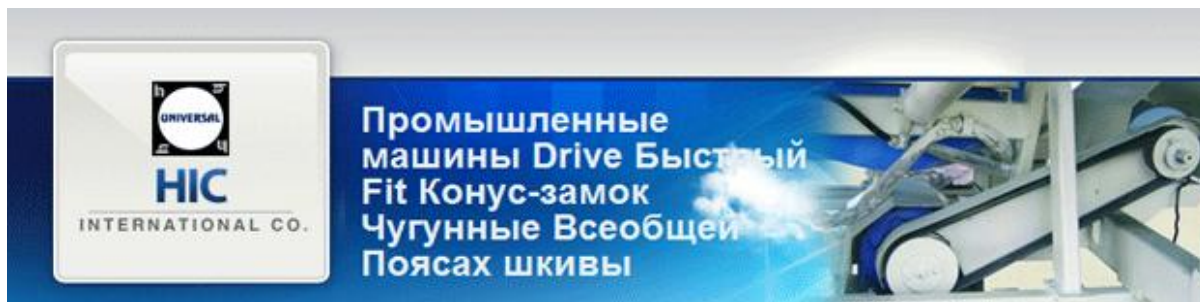 UNIVERSAL
HIC
INTERNATIONAL CO.
Промышленные
машины Drive Быстрый
Fit Конус-замок
Чугунные Всеобщей
Поясах шкивы